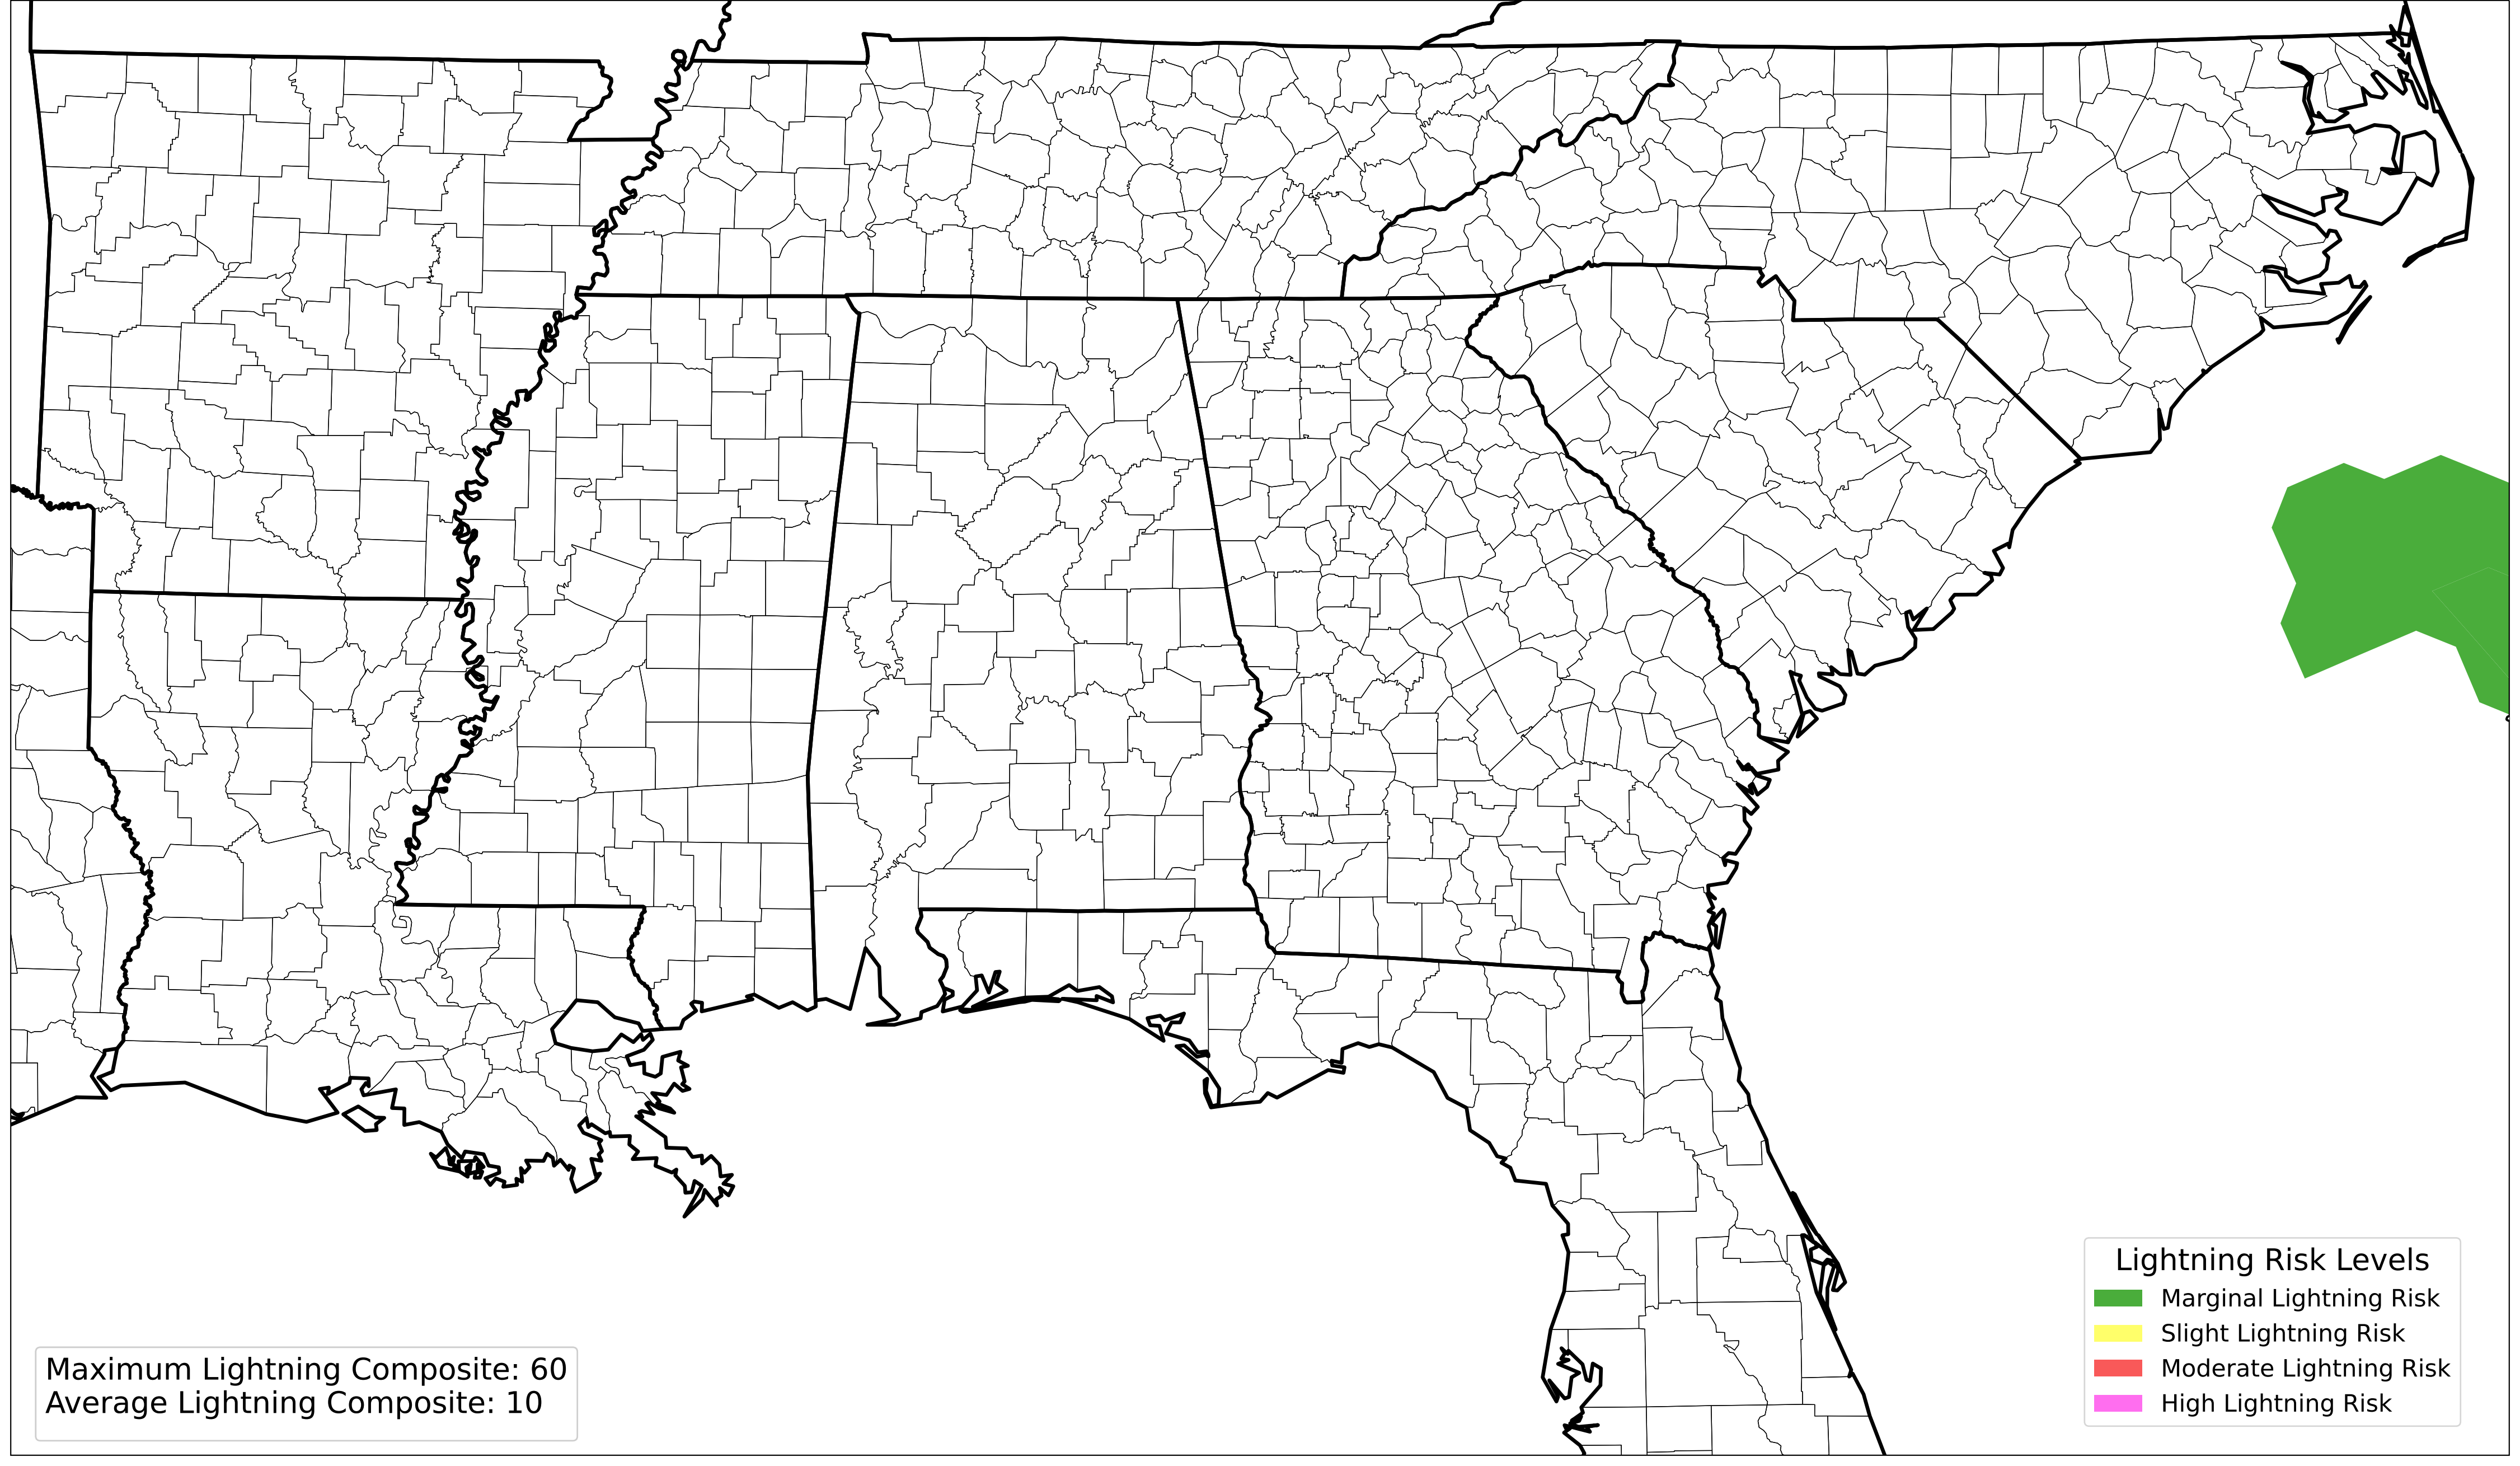 Maximum Lightning Composite: 60
Average Lightning Composite: 10
Lightning Risk Levels
Marginal Lightning Risk
Slight Lightning Risk
Moderate Lightning Risk
High Lightning Risk